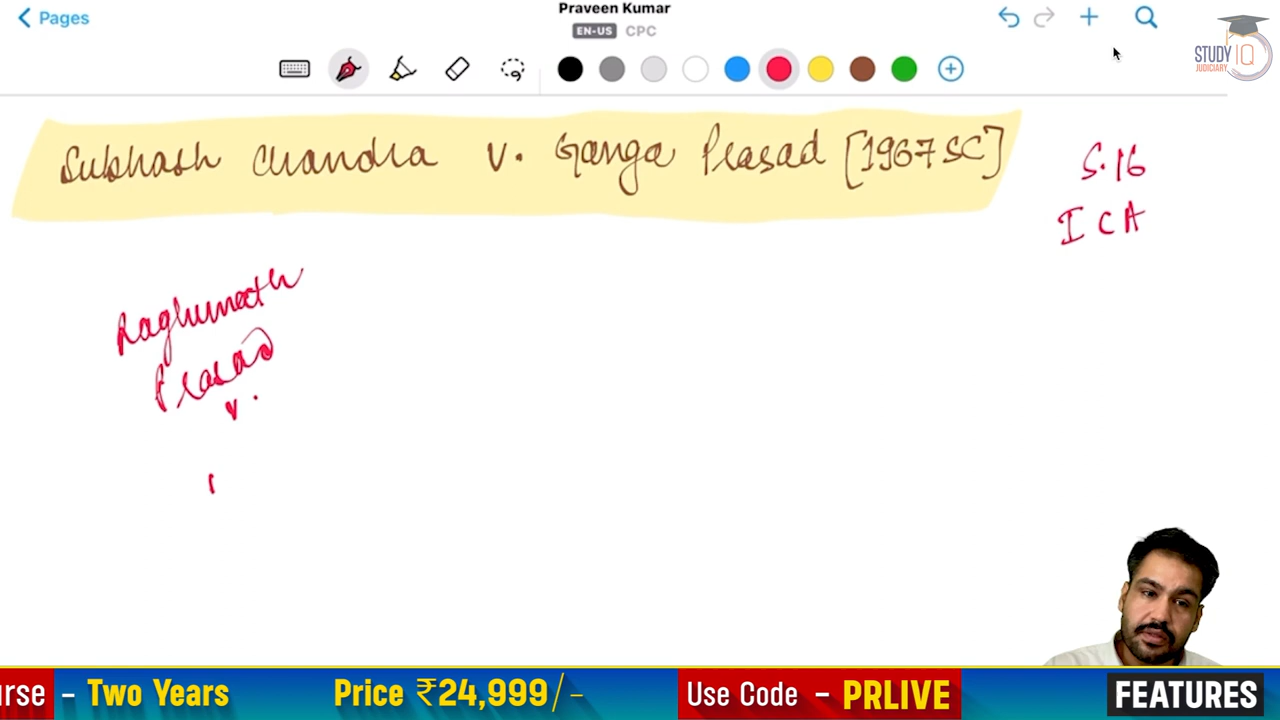 Pages
Praveen Kumar
EN-US CPC
STUDY IQ
JUDICIARY
Subhash Chandra v. Ganga Prasad [1967 SC]
S.16
ICA
Raghunath
Prasad
v.
urse – Two Years Price ₹24,999/- Use Code – PRLIVE FEATURES